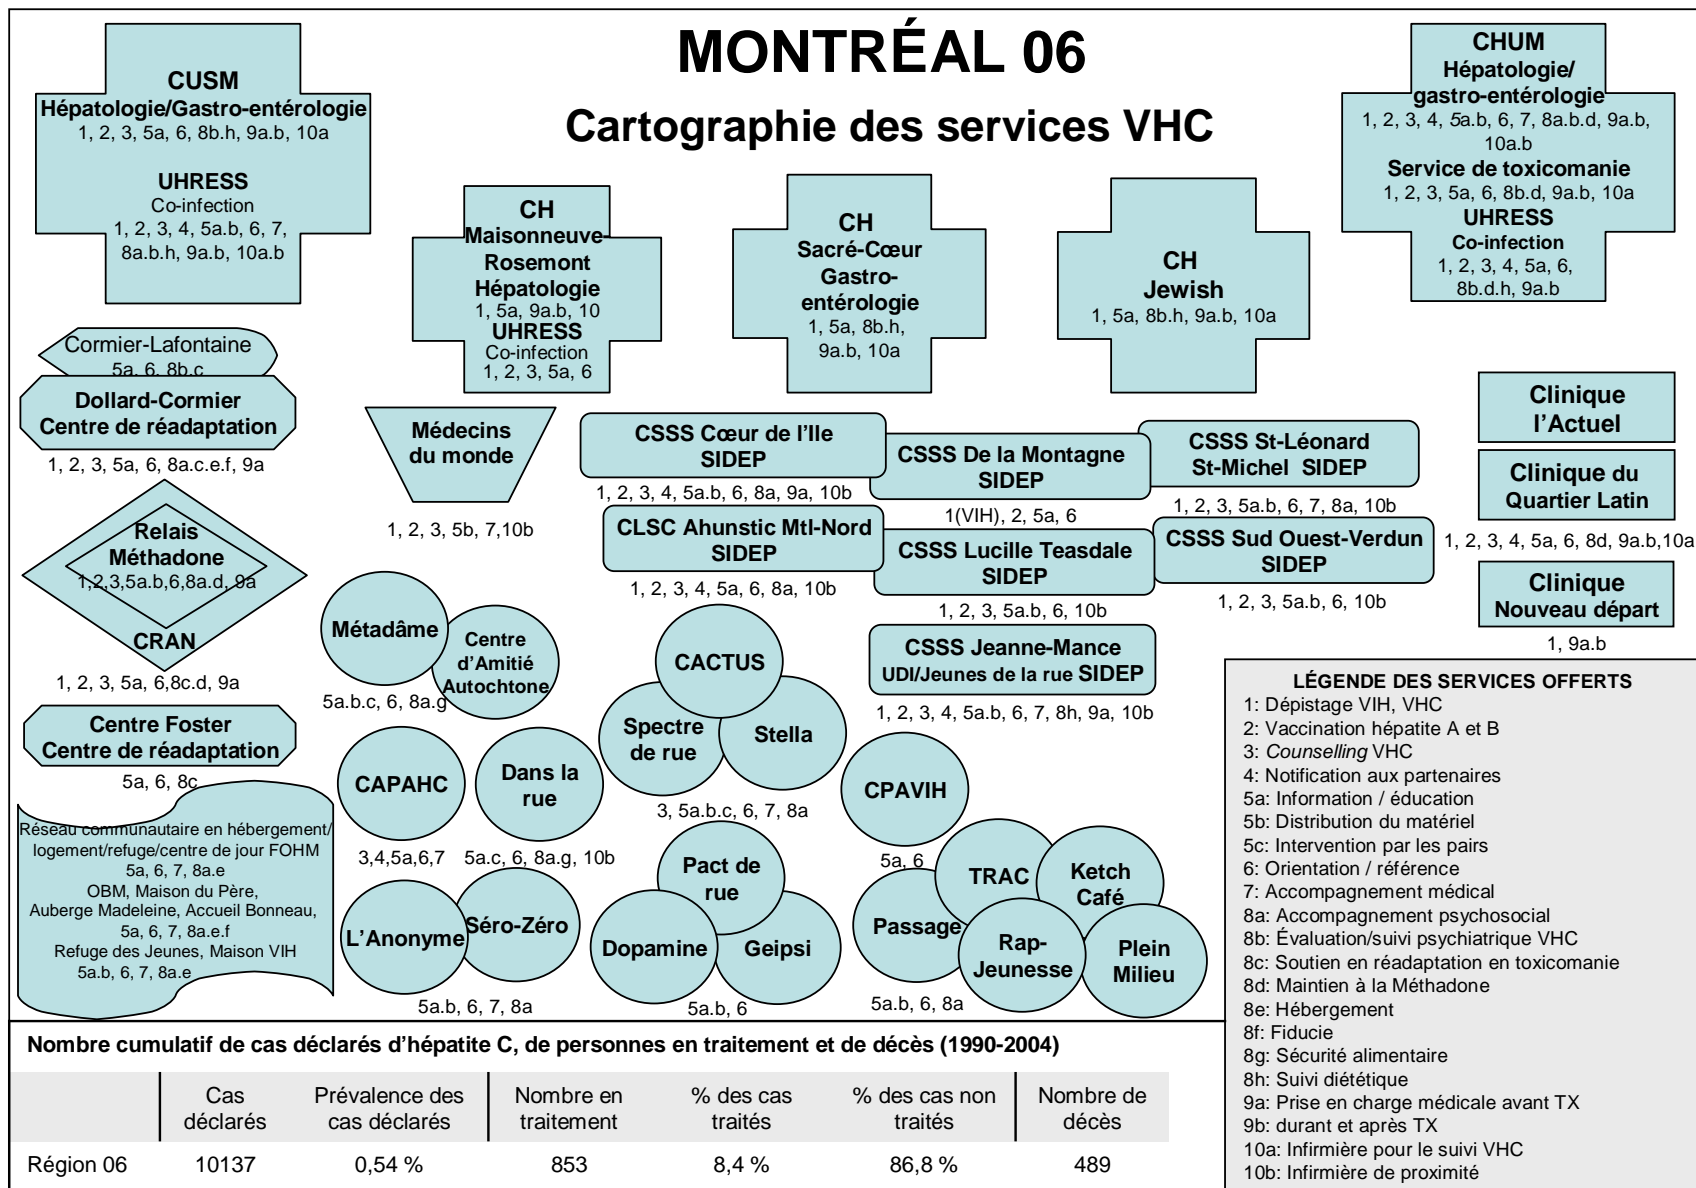 MONTRÉAL 06
Cartographie des services VHC
CUSM
Hépatologie/Gastro-entérologie
1, 2, 3, 5a, 6, 8b.h, 9a.b, 10a
UHRESS
Co-infection
1, 2, 3, 4, 5a.b, 6, 7,
8a.b.h, 9a.b, 10a.b
CH
Maisonneuve-
Rosemont
Hépatologie
1, 5a, 9a.b, 10
UHRESS
Co-infection
1, 2, 3, 5a, 6
CH
Sacré-Cœur
Gastro-
entérologie
1, 5a, 8b.h,
9a.b, 10a
CH
Jewish
1, 5a, 8b.h, 9a.b, 10a
CHUM
Hépatologie/
gastro-entérologie
1, 2, 3, 4, 5a.b, 6, 7, 8a.b.d, 9a.b,
10a.b
Service de toxicomanie
1, 2, 3, 5a, 6, 8b.d, 9a.b, 10a
UHRESS
Co-infection
1, 2, 3, 4, 5a, 6,
8b.d.h, 9a.b
Cormier-Lafontaine
5a, 6, 8b.c
Dollard-Cormier
Centre de réadaptation
1, 2, 3, 5a, 6, 8a.c.e.f, 9a
Relais
Méthadone
1,2,3,5a.b,6,8a.d, 9a
CRAN
1, 2, 3, 5a, 6,8c.d, 9a
Centre Foster
Centre de réadaptation
5a, 6, 8c
Réseau communautaire en hébergement/
logement/refuge/centre de jour FOHM
5a, 6, 7, 8a.e
OBM, Maison du Père,
Auberge Madeleine, Accueil Bonneau,
5a, 6, 7, 8a.e.f
Refuge des Jeunes, Maison VIH
5a.b, 6, 7, 8a.e
Médecins
du monde
1, 2, 3, 5b, 7,10b
CSSS Cœur de l'Ile
SIDEP
1, 2, 3, 4, 5a.b, 6, 8a, 9a, 10b
CSSS De la Montagne
SIDEP
1(VIH), 2, 5a, 6
CSSS St-Léonard
St-Michel SIDEP
1, 2, 3, 5a.b, 6, 7, 8a, 10b
CLSC Ahunstic Mtl-Nord
SIDEP
1, 2, 3, 4, 5a, 6, 8a, 10b
CSSS Lucille Teasdale
SIDEP
1, 2, 3, 5a.b, 6, 10b
CSSS Sud Ouest-Verdun
SIDEP
1, 2, 3, 5a.b, 6, 10b
CSSS Jeanne-Mance
UDI/Jeunes de la rue SIDEP
1, 2, 3, 4, 5a.b, 6, 7, 8h, 9a, 10b
Clinique
l'Actuel
Clinique du
Quartier Latin
1, 2, 3, 4, 5a, 6, 8d, 9a.b,10a
Clinique
Nouveau départ
1, 9a.b
Métadâme
Centre
d'Amitié
Autochtone
5a.b.c, 6, 8a.g
CACTUS
Spectre
de rue
Stella
3, 5a.b.c, 6, 7, 8a
CAPAHC
3,4,5a,6,7
Dans la
rue
5a.c, 6, 8a.g, 10b
CPAVIH
5a, 6
L'Anonyme
Séro-Zéro
5a.b, 6, 7, 8a
Pact de
rue
Dopamine
Geipsi
5a.b, 6
TRAC
Ketch
Café
Passage
Rap-
Jeunesse
Plein
Milieu
5a.b, 6, 8a
LÉGENDE DES SERVICES OFFERTS
1: Dépistage VIH, VHC
2: Vaccination hépatite A et B
3: Counselling VHC
4: Notification aux partenaires
5a: Information / éducation
5b: Distribution du matériel
5c: Intervention par les pairs
6: Orientation / référence
7: Accompagnement médical
8a: Accompagnement psychosocial
8b: Évaluation/suivi psychiatrique VHC
8c: Soutien en réadaptation en toxicomanie
8d: Maintien à la Méthadone
8e: Hébergement
8f: Fiducie
8g: Sécurité alimentaire
8h: Suivi diététique
9a: Prise en charge médicale avant TX
9b: durant et après TX
10a: Infirmière pour le suivi VHC
10b: Infirmière de proximité
Nombre cumulatif de cas déclarés d'hépatite C, de personnes en traitement et de décès (1990-2004)
Cas déclarés Prévalence des cas déclarés Nombre en traitement % des cas traités % des cas non traités Nombre de décès
Région 06 10137 0,54 % 853 8,4 % 86,8 % 489